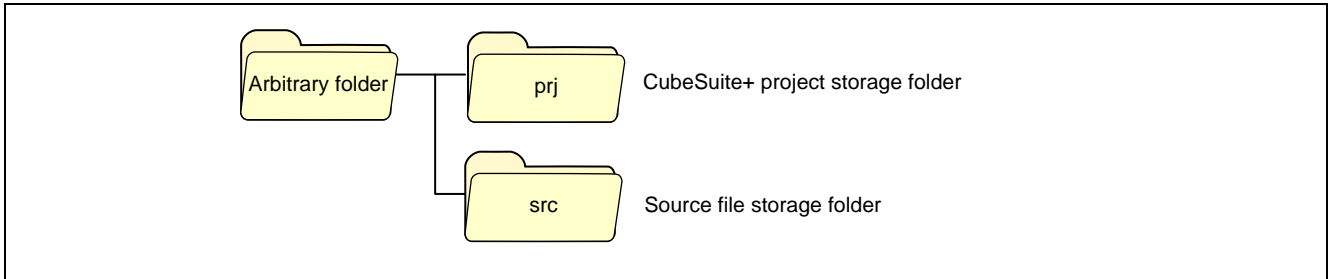 Arbitrary folder
prj
CubeSuite+ project storage folder
src
Source file storage folder